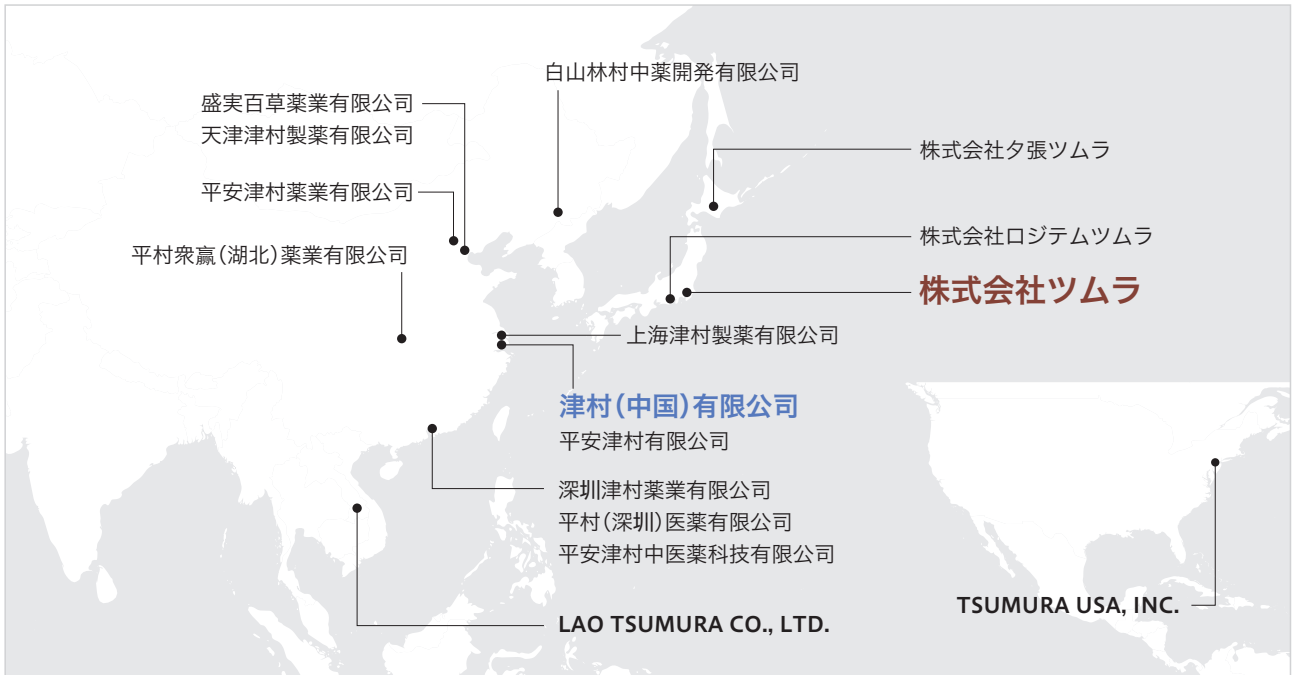 白山林村中薬開発有限公司
盛実百草薬業有限公司
天津津村製薬有限公司
株式会社夕張ツムラ
平安津村薬業有限公司
株式会社ロジテムツムラ
平村衆赢(湖北)薬業有限公司
株式会社ツムラ
上海津村製薬有限公司
津村(中国)有限公司
平安津村有限公司
深圳津村薬業有限公司
平村(深圳)医薬有限公司
平安津村中医薬科技有限公司
TSUMURA USA, INC.
LAO TSUMURA CO., LTD.